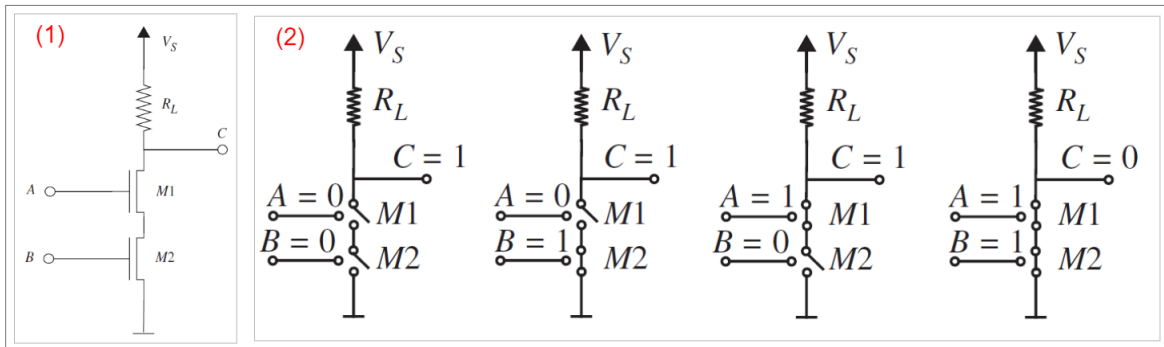 (1)
V_S
R_L
C
A
M1
B
M2
(2)
V_S
R_L
C = 1
A = 0
M1
B = 0
M2
V_S
R_L
C = 1
A = 0
M1
B = 1
M2
V_S
R_L
C = 1
A = 1
M1
B = 0
M2
V_S
R_L
C = 0
A = 1
M1
B = 1
M2